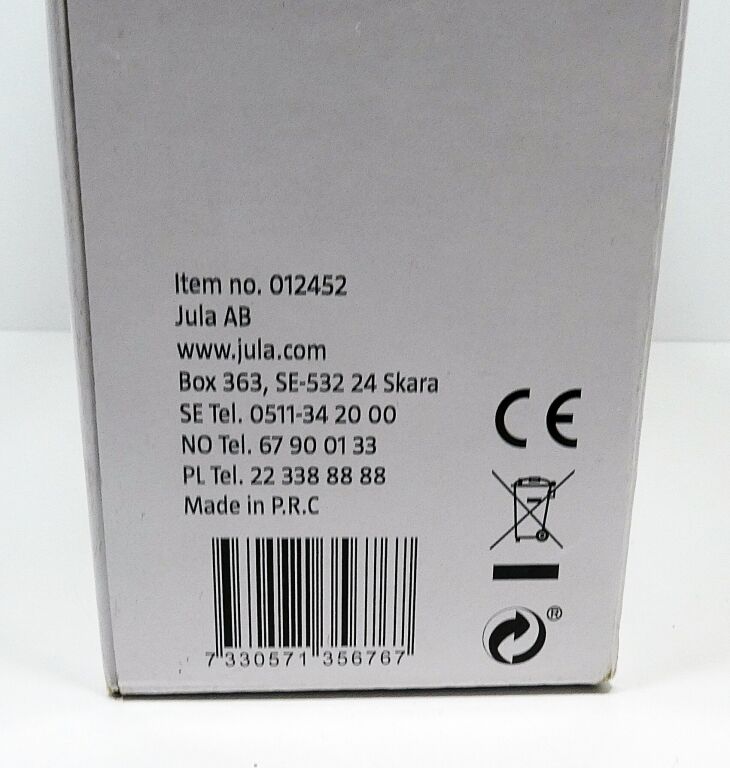 Item no. 012452
Jula AB
www.jula.com
Box 363, SE-532 24 Skara
SE Tel. 0511-34 20 00
NO Tel. 67 90 01 33
PL Tel. 22 338 88 88
Made in P.R.C
CE
®
7 330571 356767